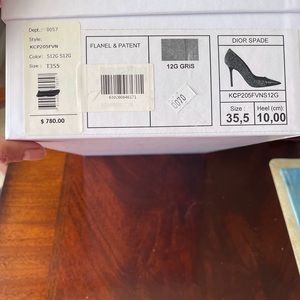 Dept.: 0057
Style:
KCP205FVN
Color: S12G S12G
Size: I355
$ 780.00
FLANEL & PATENT
12G GRIS
0070
DIOR SPADE
KCP205FVNS12G
Size :
35,5
Heel (cm):
10,00